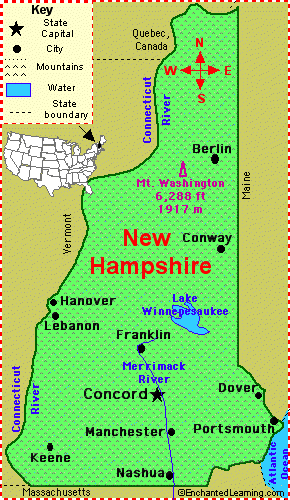 Key
State
Capital
City
Mountains
Water
State
boundary
Quebec,
Canada
N
W E
S
Connecticut
River
Berlin
Mt. Washington
6,288 ft
1917 m
Maine
Vermont
New
Hampshire
Conway
Hanover
Lebanon
Lake
Winnepesaukee
Franklin
Merrimack
River
Concord
Dover
Connecticut
River
Manchester
Portsmouth
Keene
Nashua
Atlantic
Ocean
Massachusetts
©EnchantedLearning.com